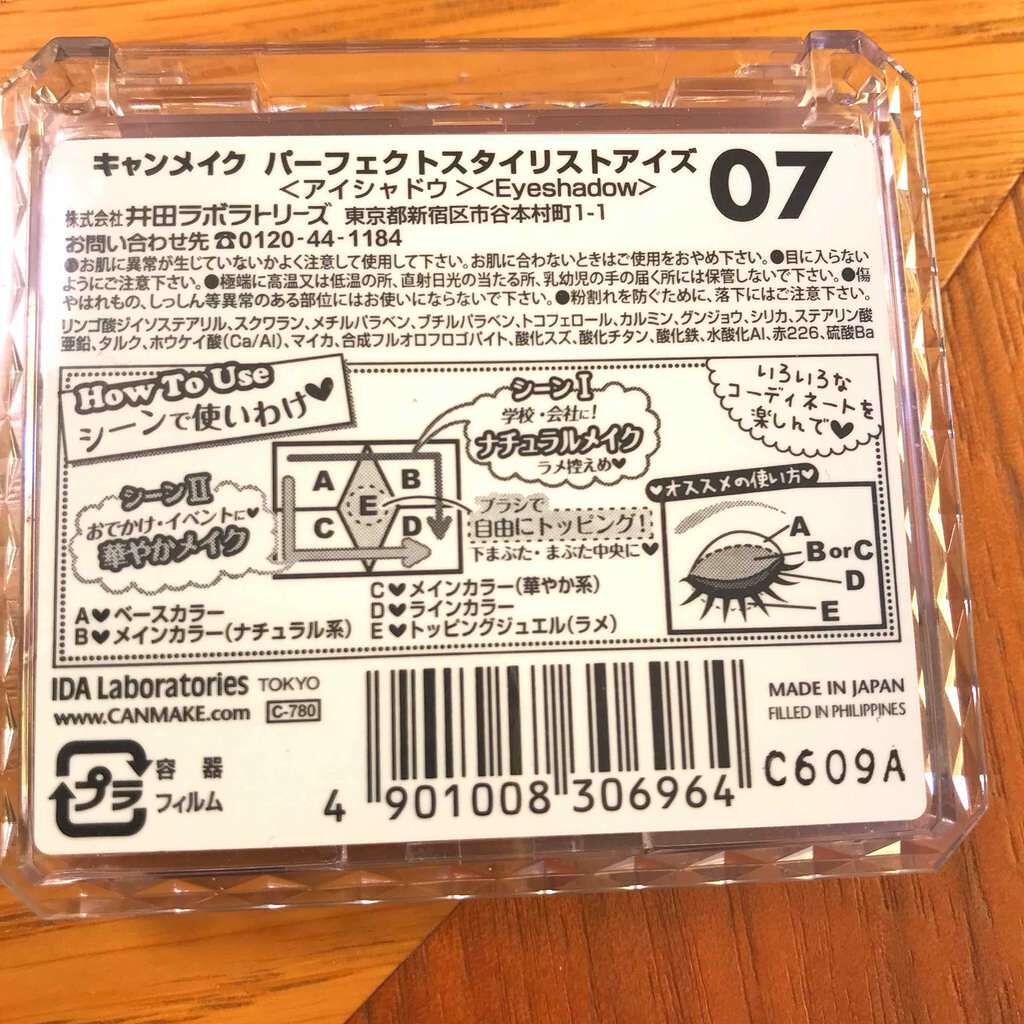 キャンメイク パーフェクトスタイリストアイズ 07
＜アイシャドウ＞＜Eyeshadow＞
株式会社 井田ラボラトリーズ 東京都新宿区市谷本村町1-1
お問い合わせ先 ☎0120-44-1184
●お肌に異常が生じていないかよく注意して使用して下さい。お肌に合わないときはご使用をおやめ下さい。●目に入らない
ようにご注意下さい。●極端に高温又は低温の所、直射日光の当たる所、乳幼児の手の届く所には保管しないで下さい。●傷
やはれもの、しっしん等異常のある部位にはお使いにならないで下さい。●粉割れを防ぐために、落下にはご注意下さい。
リンゴ酸ジイソステアリル、スクワラン、メチルパラベン、ブチルパラベン、トコフェロール、カルミン、グンジョウ、シリカ、ステアリン酸
亜鉛、タルク、ホウケイ酸(Ca/Al)、マイカ、合成フルオロフロゴパイト、酸化スズ、酸化チタン、酸化鉄、水酸化Al、赤226、硫酸Ba
How To Use
シーンで使いわけ♥
シーンⅠ
学校・会社に！
ナチュラルメイク
ラメ控えめ♥
いろいろな
コーディネートを
楽しんで♥
シーンⅡ
おでかけ・イベントに♥
華やかメイク
A
B
C
D
E
ブラシで
自由にトッピング！
下まぶた・まぶた中央に♥
♥オススメの使い方♥
A
B or C
D
E
A♥ベースカラー
B♥メインカラー(ナチュラル系)
C♥メインカラー(華やか系)
D♥ラインカラー
E♥トッピングジュエル(ラメ)
IDA Laboratories TOKYO
www.CANMAKE.com C-780
MADE IN JAPAN
FILLED IN PHILIPPINES
プラ
容器
フィルム
4 901008 306964
C609A